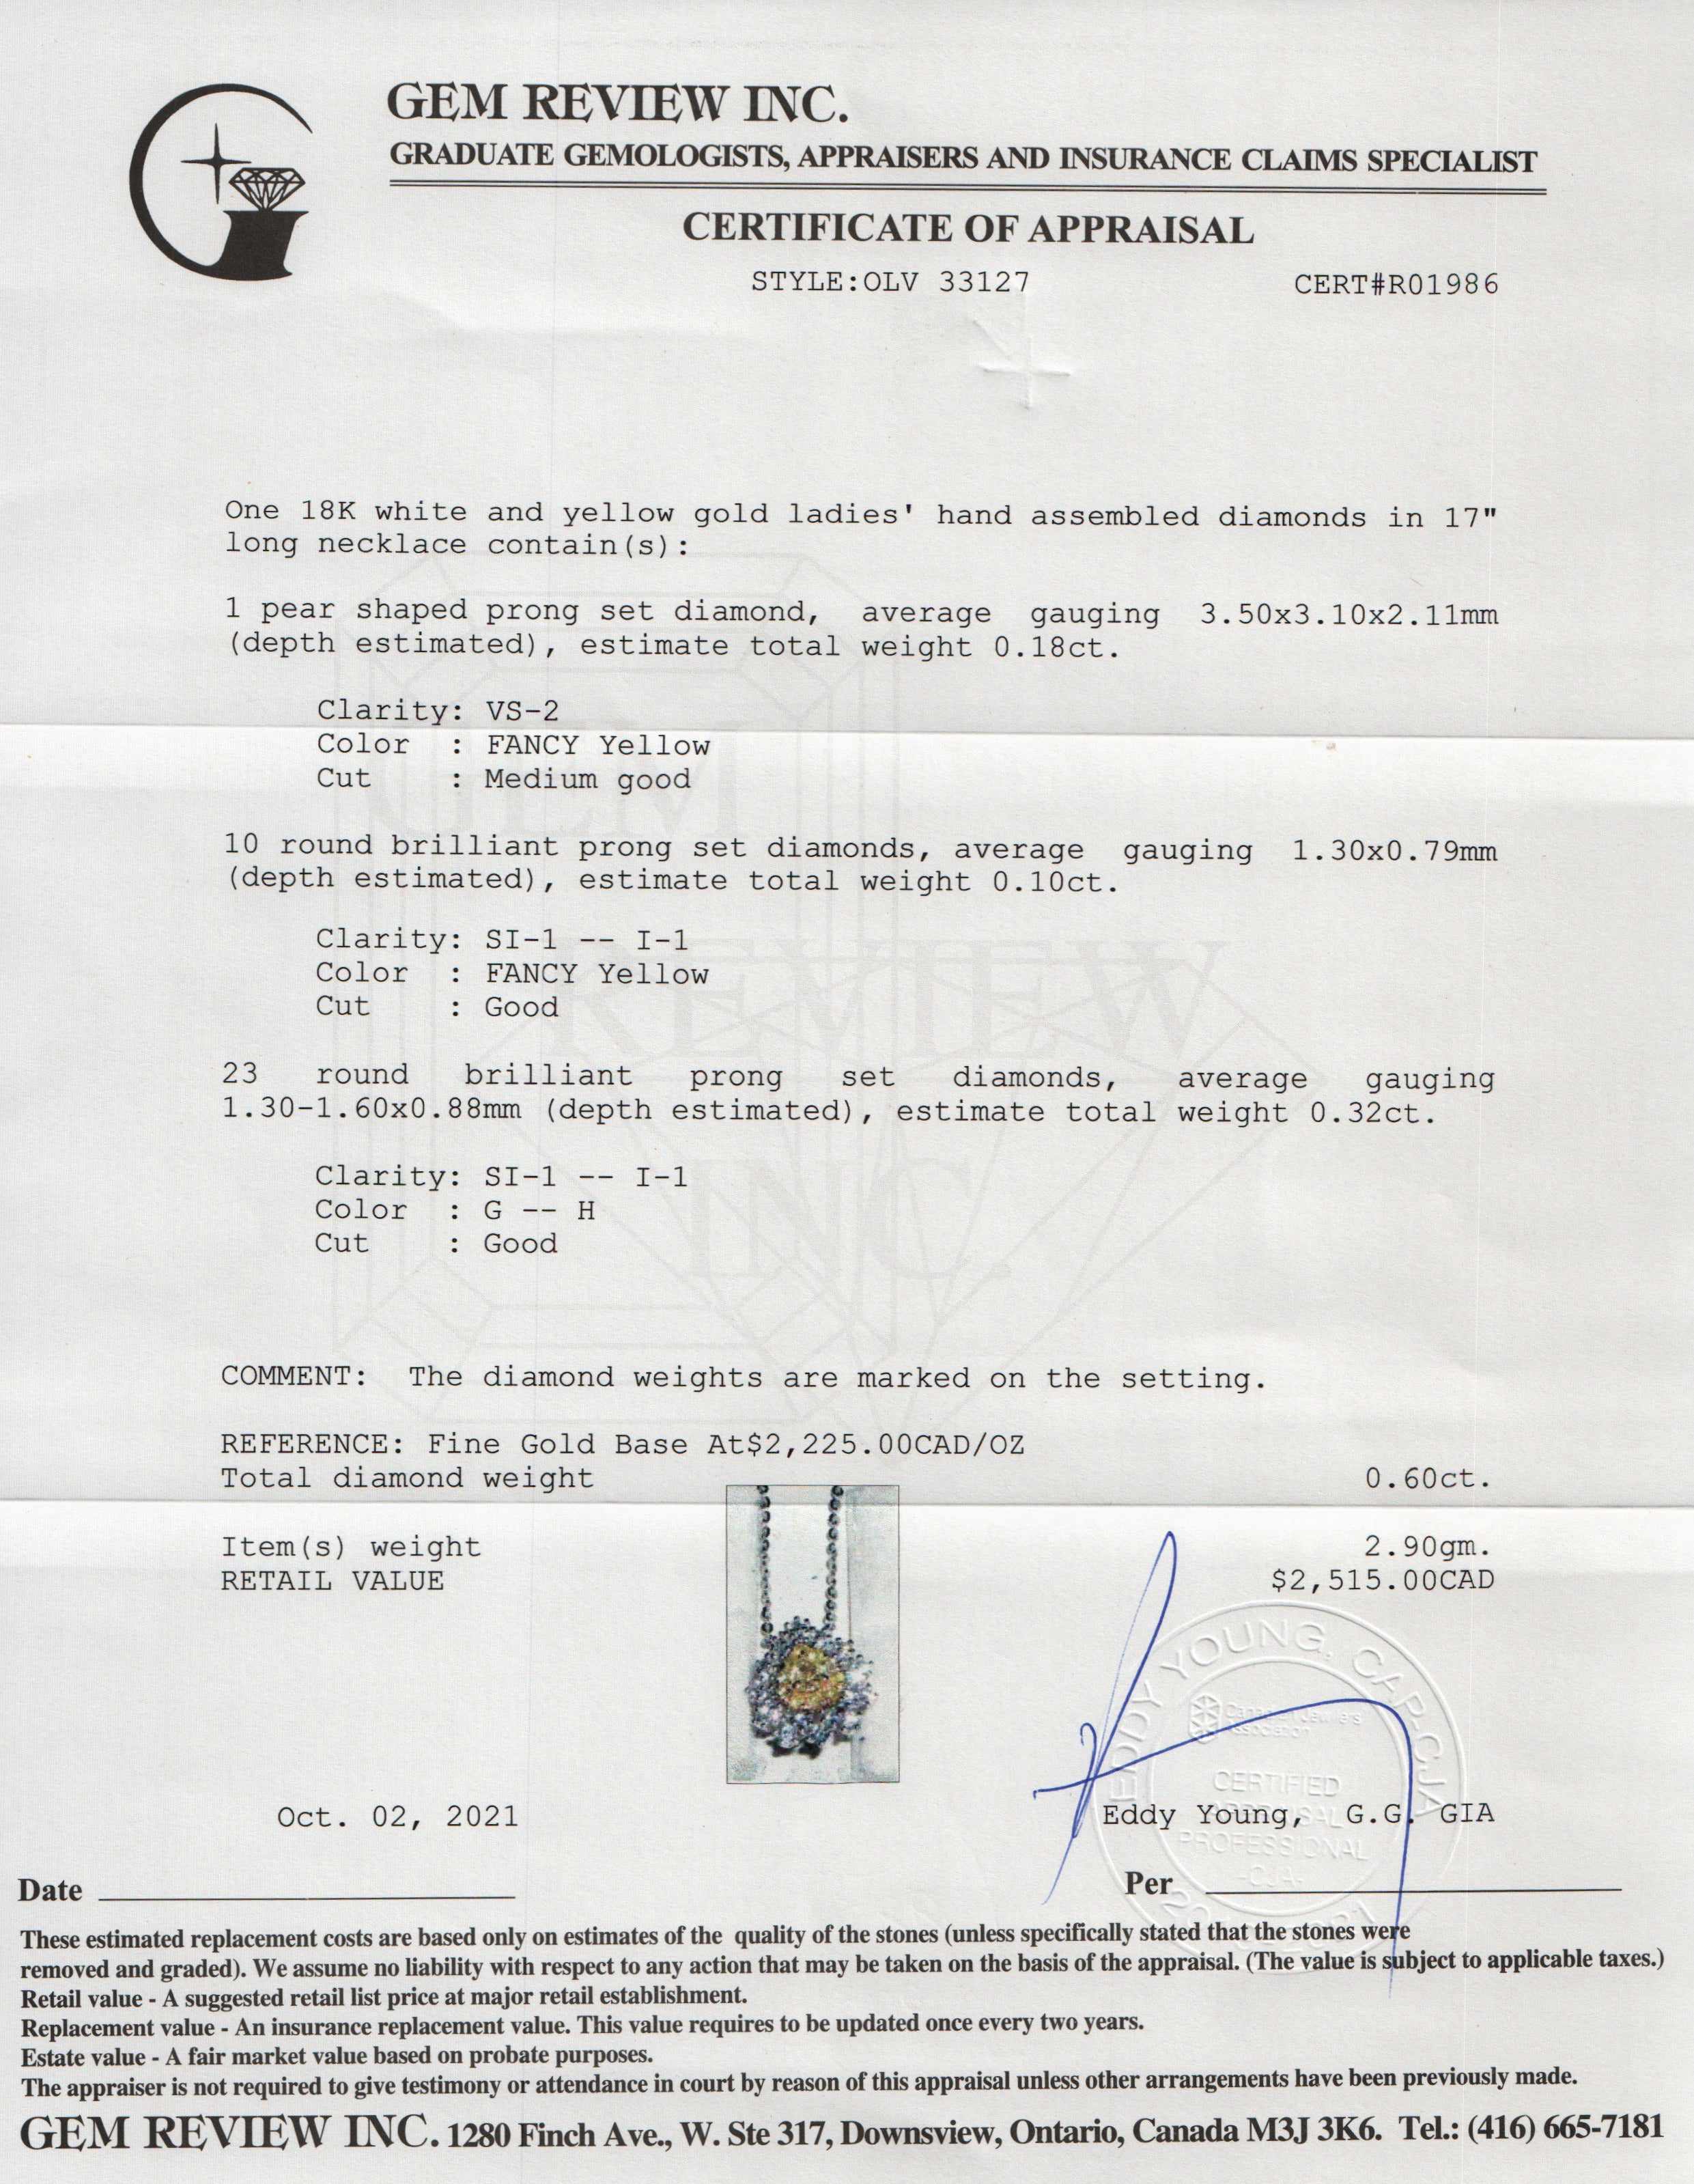 GEM REVIEW INC.
GRADUATE GEMOLOGISTS, APPRAISERS AND INSURANCE CLAIMS SPECIALIST
CERTIFICATE OF APPRAISAL
STYLE:OLV 33127 CERT#R01986
One 18K white and yellow gold ladies' hand assembled diamonds in 17"
long necklace contain(s):
1 pear shaped prong set diamond, average gauging 3.50x3.10x2.11mm
(depth estimated), estimate total weight 0.18ct.
Clarity: VS-2
Color : FANCY Yellow
Cut : Medium good
10 round brilliant prong set diamonds, average gauging 1.30x0.79mm
(depth estimated), estimate total weight 0.10ct.
Clarity: SI-1 -- I-1
Color : FANCY Yellow
Cut : Good
23 round brilliant prong set diamonds, average gauging
1.30-1.60x0.88mm (depth estimated), estimate total weight 0.32ct.
Clarity: SI-1 -- I-1
Color : G -- H
Cut : Good
GEM
REVIEW
INC.
COMMENT: The diamond weights are marked on the setting.
REFERENCE: Fine Gold Base At$2,225.00CAD/OZ
Total diamond weight 0.60ct.
Item(s) weight 2.90gm.
RETAIL VALUE $2,515.00CAD
EDDY YOUNG, CAP-CJA
Canadian Jewellers
Association
CERTIFIED
APPRAISAL
PROFESSIONAL
-CJA-
Oct. 02, 2021 Eddy Young, G.G. GIA
Date Per
These estimated replacement costs are based only on estimates of the quality of the stones (unless specifically stated that the stones were
removed and graded). We assume no liability with respect to any action that may be taken on the basis of the appraisal. (The value is subject to applicable taxes.)
Retail value - A suggested retail list price at major retail establishment.
Replacement value - An insurance replacement value. This value requires to be updated once every two years.
Estate value - A fair market value based on probate purposes.
The appraiser is not required to give testimony or attendance in court by reason of this appraisal unless other arrangements have been previously made.
GEM REVIEW INC. 1280 Finch Ave., W. Ste 317, Downsview, Ontario, Canada M3J 3K6. Tel.: (416) 665-7181